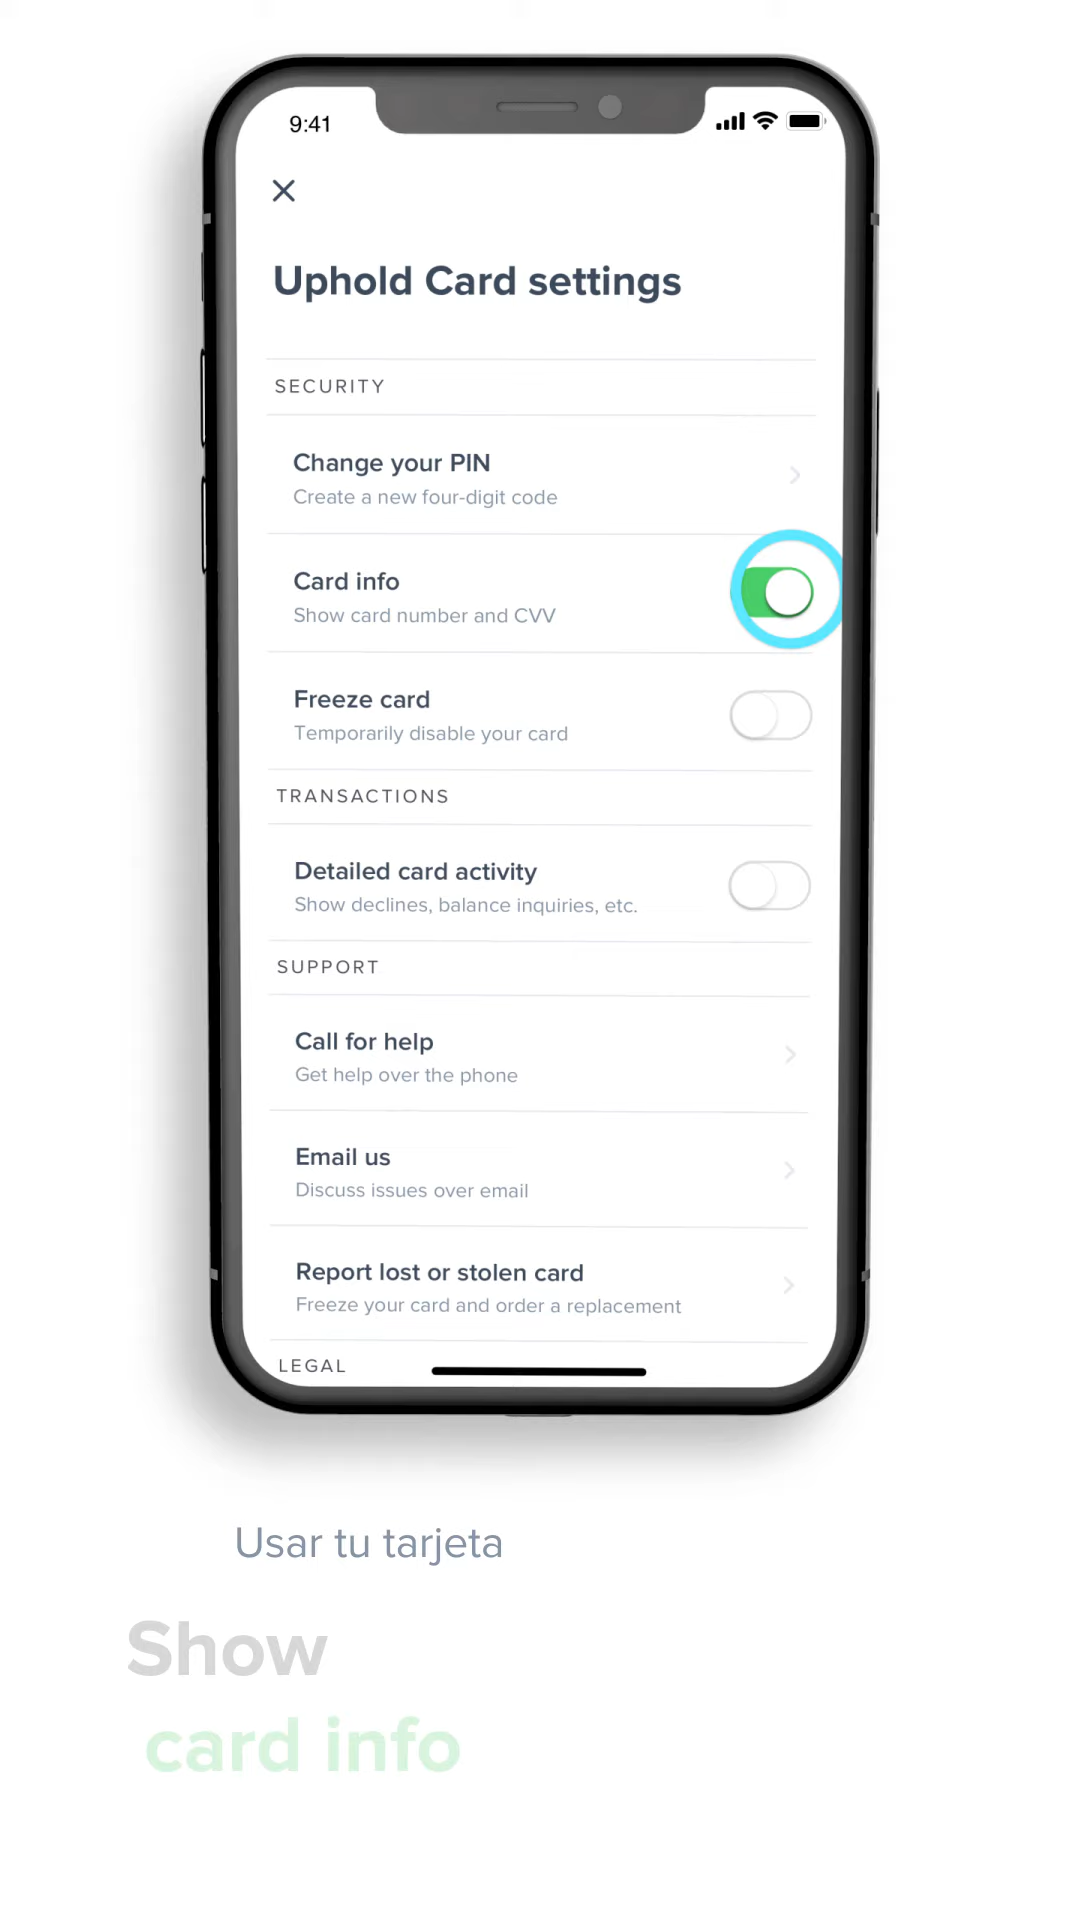 9:41
Uphold Card settings
SECURITY
Change your PIN
Create a new four-digit code
Card info
Show card number and CVV
Freeze card
Temporarily disable your card
TRANSACTIONS
Detailed card activity
Show declines, balance inquiries, etc.
SUPPORT
Call for help
Get help over the phone
Email us
Discuss issues over email
Report lost or stolen card
Freeze your card and order a replacement
LEGAL
Usar tu tarjeta
Show
card info